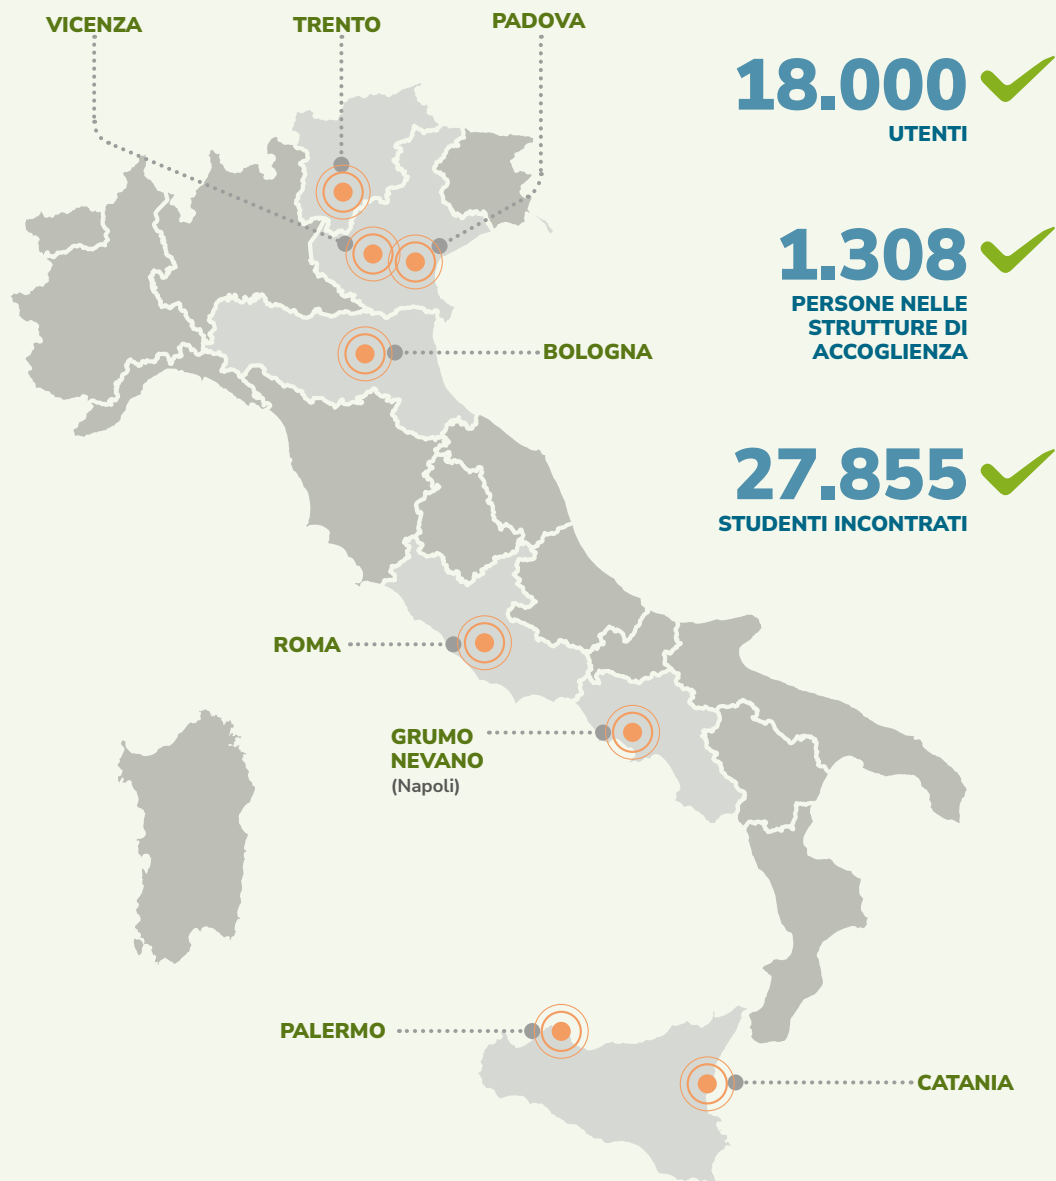 VICENZA
TRENTO
PADOVA
18.000
UTENTI
1.308
PERSONE NELLE
STRUTTURE DI
ACCOGLIENZA
BOLOGNA
27.855
STUDENTI INCONTRATI
ROMA
GRUMO
NEVANO
(Napoli)
PALERMO
CATANIA